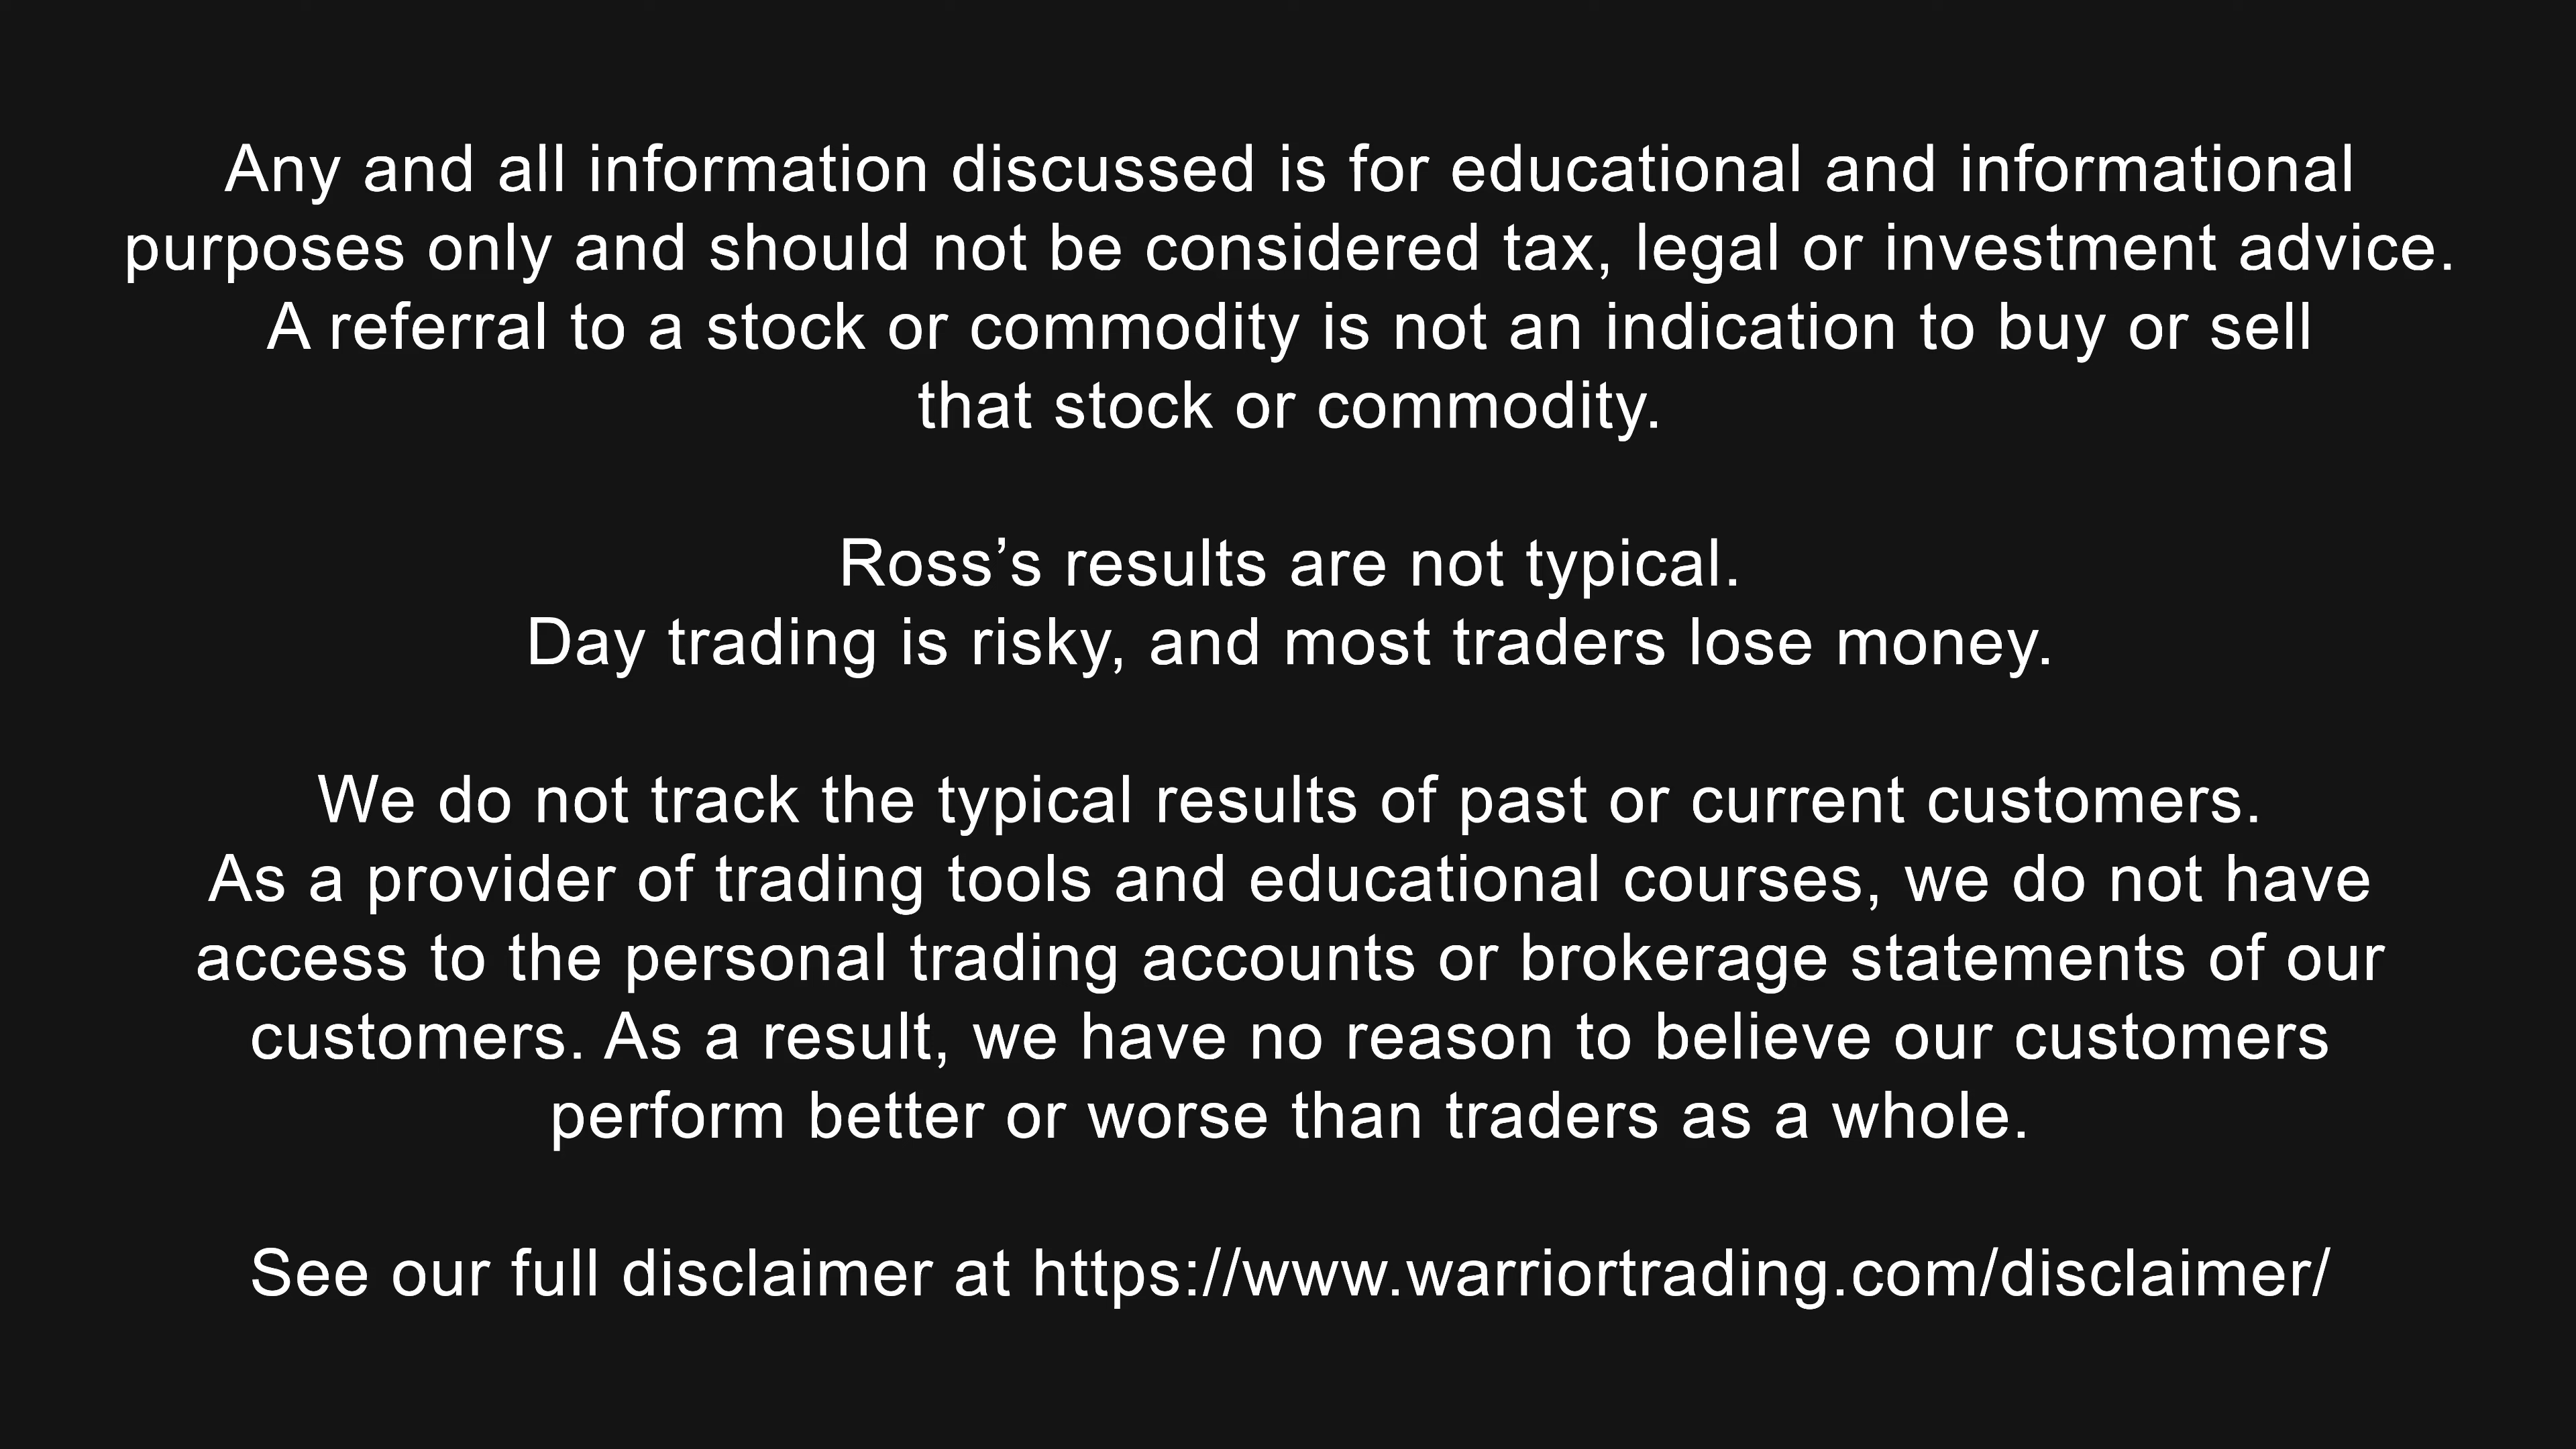 Any and all information discussed is for educational and informational
purposes only and should not be considered tax, legal or investment advice.
A referral to a stock or commodity is not an indication to buy or sell
that stock or commodity.
Ross’s results are not typical.
Day trading is risky, and most traders lose money.
We do not track the typical results of past or current customers.
As a provider of trading tools and educational courses, we do not have
access to the personal trading accounts or brokerage statements of our
customers. As a result, we have no reason to believe our customers
perform better or worse than traders as a whole.
See our full disclaimer at https://www.warriortrading.com/disclaimer/